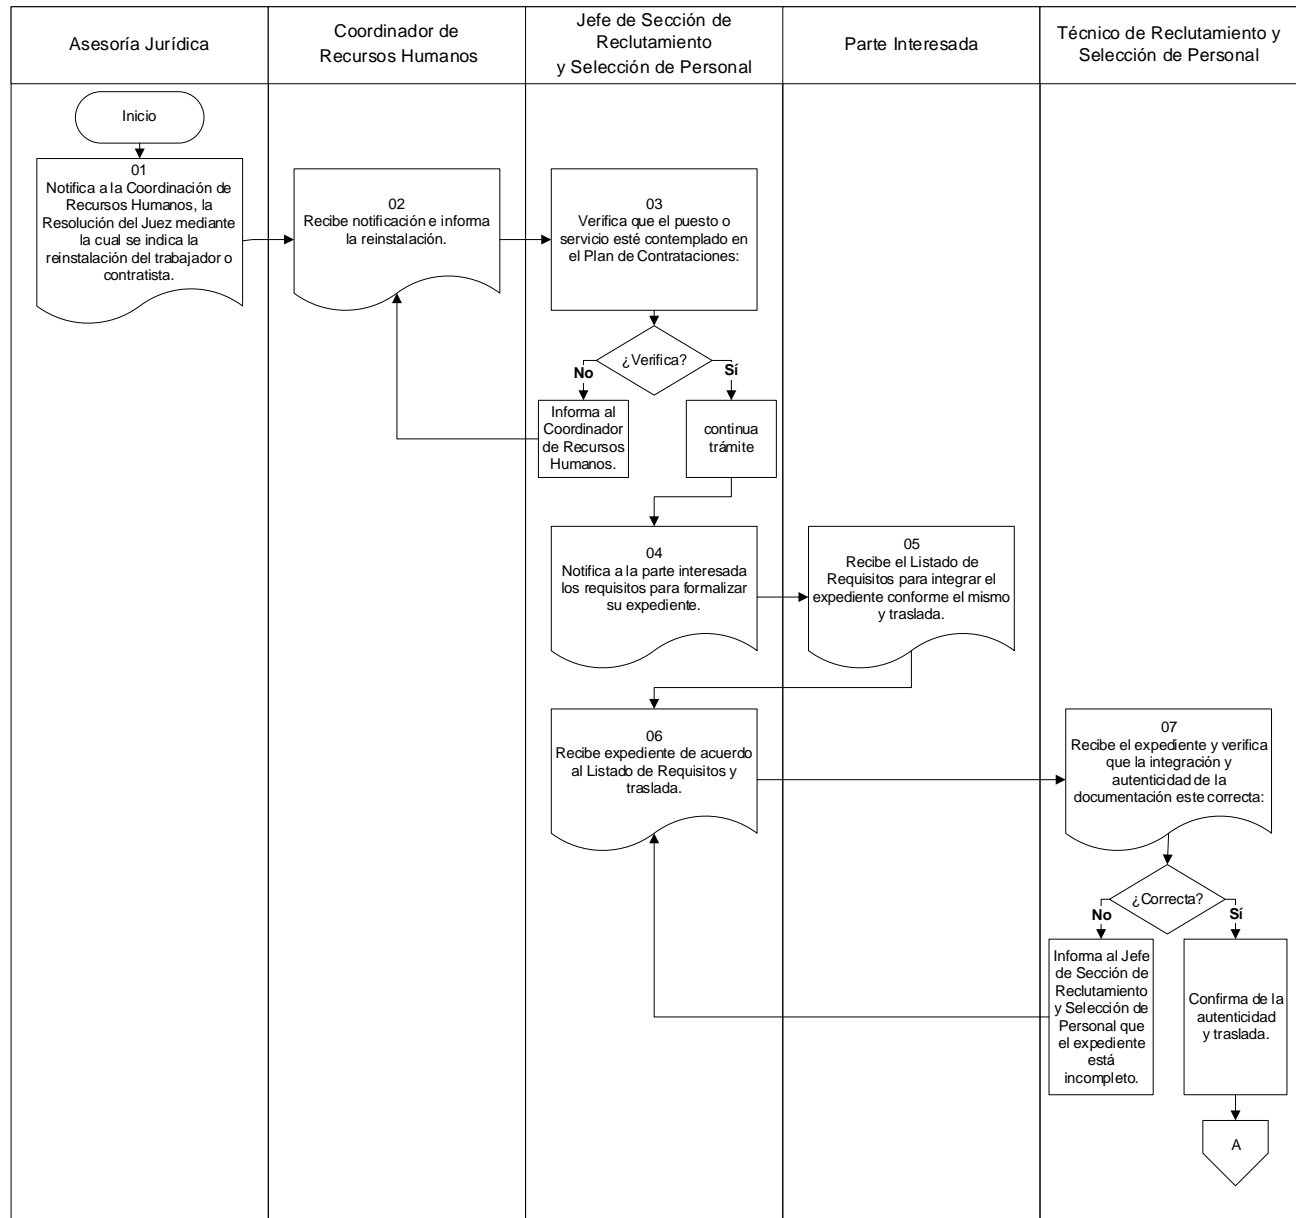 Asesoría Jurídica
Coordinador de
Recursos Humanos
Jefe de Sección de
Reclutamiento
y Selección de Personal
Parte Interesada
Técnico de Reclutamiento y
Selección de Personal
Inicio
01
Notifica a la Coordinación de
Recursos Humanos, la
Resolución del Juez mediante
la cual se indica la
reinstalación del trabajador o
contratista.
02
Recibe notificación e informa
la reinstalación.
03
Verifica que el puesto o
servicio esté contemplado en
el Plan de Contrataciones:
¿Verifica?
No
Sí
Informa al
Coordinador
de Recursos
Humanos.
continua
trámite
04
Notifica a la parte interesada
los requisitos para formalizar
su expediente.
05
Recibe el Listado de
Requisitos para integrar el
expediente conforme el mismo
y traslada.
06
Recibe expediente de acuerdo
al Listado de Requisitos y
traslada.
07
Recibe el expediente y verifica
que la integración y
autenticidad de la
documentación este correcta:
¿Correcta?
No
Sí
Informa al Jefe
de Sección de
Reclutamiento
y Selección de
Personal que
el expediente
está
incompleto.
Confirma de la
autenticidad
y traslada.
A